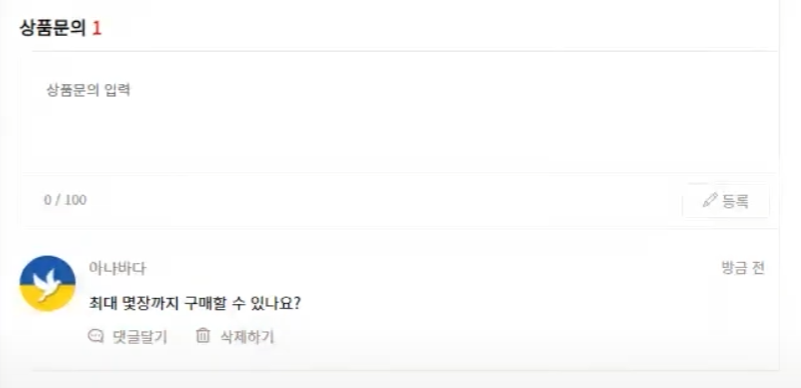 상품문의 1
상품문의 입력
0 / 100
등록
아나바다
방금 전
최대 몇장까지 구매할 수 있나요?
댓글달기 삭제하기